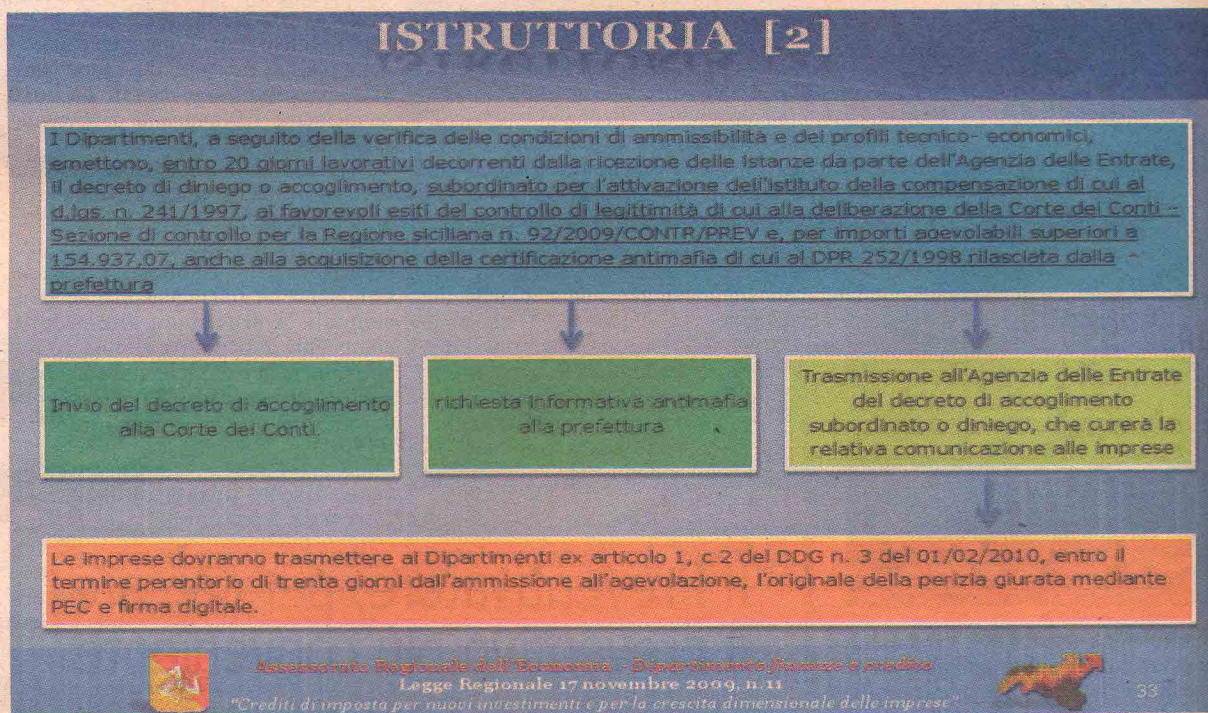 ISTRUTTORIA [2]
I Dipartimenti, a seguito della verifica delle condizioni di ammissibilità e dei profili tecnico- economici,
emettono, entro 20 giorni lavorativi decorrenti dalla ricezione delle istanze da parte dell'Agenzia delle Entrate,
il decreto di diniego o accoglimento, subordinato per l'attivazione dell'istituto della compensazione di cui al
d.lgs. n. 241/1997, ai favorevoli esiti del controllo di legittimità di cui alla deliberazione della Corte dei Conti –
Sezione di controllo per la Regione siciliana n. 92/2009/CONTR/PREV e, per importi agevolabili superiori a
154.937,07, anche alla acquisizione della certificazione antimafia di cui al DPR 252/1998 rilasciata dalla
prefettura
Invio del decreto di accoglimento
alla Corte dei Conti.
richiesta informativa antimafia
alla prefettura
Trasmissione all'Agenzia delle Entrate
del decreto di accoglimento
subordinato o diniego, che curerà la
relativa comunicazione alle imprese
Le imprese dovranno trasmettere ai Dipartimenti ex articolo 1, c.2 del DDG n. 3 del 01/02/2010, entro il
termine perentorio di trenta giorni dall'ammissione all'agevolazione, l'originale della perizia giurata mediante
PEC e firma digitale.
Assessorato Regionale dell'Economia - Dipartimento finanze e credito
Legge Regionale 17 novembre 2009, n.11
"Crediti di imposta per nuovi investimenti e per la crescita dimensionale delle imprese"
33